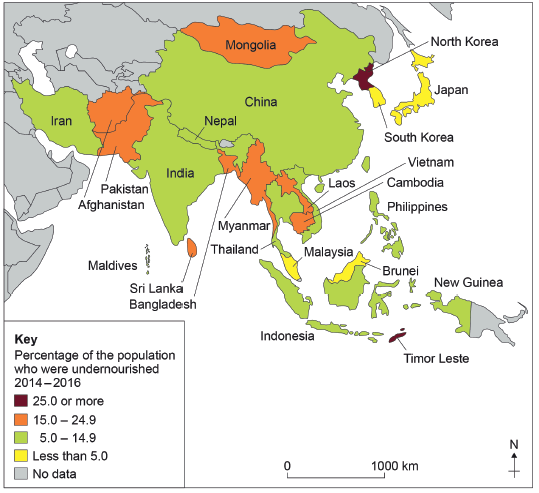 Mongolia
North Korea
Japan
China
Iran
Nepal
South Korea
Vietnam
Pakistan
India
Laos
Cambodia
Afghanistan
Philippines
Myanmar
Thailand
Malaysia
Maldives
Brunei
Sri Lanka
New Guinea
Bangladesh
Indonesia
Timor Leste
Key
Percentage of the population
who were undernourished
2014–2016
25.0 or more
15.0 – 24.9
5.0 – 14.9
Less than 5.0
No data
N
0 1000 km